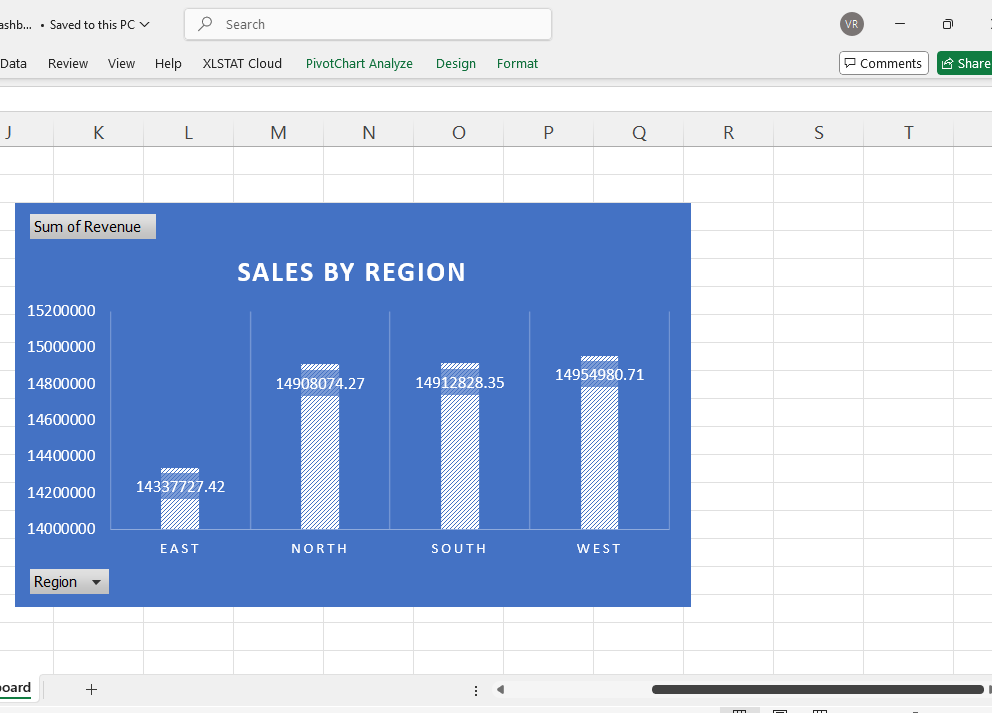 ashb... • Saved to this PC
Search
VR
Data Review View Help XLSTAT Cloud PivotChart Analyze Design Format
Comments Share
J K L M N O P Q R S T
Sum of Revenue
SALES BY REGION
15200000
15000000
14800000
14600000
14400000
14200000
14000000
14337727.42
14908074.27
14912828.35
14954980.71
EAST NORTH SOUTH WEST
Region
board